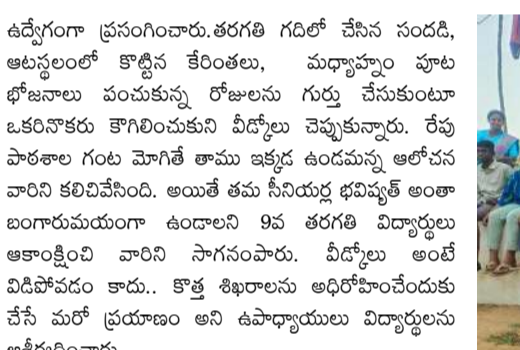 ఉద్వేగంగా ప్రసంగించారు.తరగతి గదిలో చేసిన సందడి,
ఆటస్థలంలో కొట్టిన కేరింతలు, మధ్యాహ్నం పూట
భోజనాలు పంచుకున్న రోజులను గుర్తు చేసుకుంటూ
ఒకరినొకరు కౌగిలించుకుని వీడ్కోలు చెప్పుకున్నారు. రేపు
పాఠశాల గంట మోగితే తాము ఇక్కడ ఉండమన్న ఆలోచన
వారిని కలిచివేసింది. అయితే తమ సీనియర్ల భవిష్యత్ అంతా
బంగారుమయంగా ఉండాలని 9వ తరగతి విద్యార్థులు
ఆకాంక్షించి వారిని సాగనంపారు. వీడ్కోలు అంటే
విడిపోవడం కాదు.. కొత్త శిఖరాలను అధిరోహించేందుకు
చేసే మరో ప్రయాణం అని ఉపాధ్యాయులు విద్యార్థులను